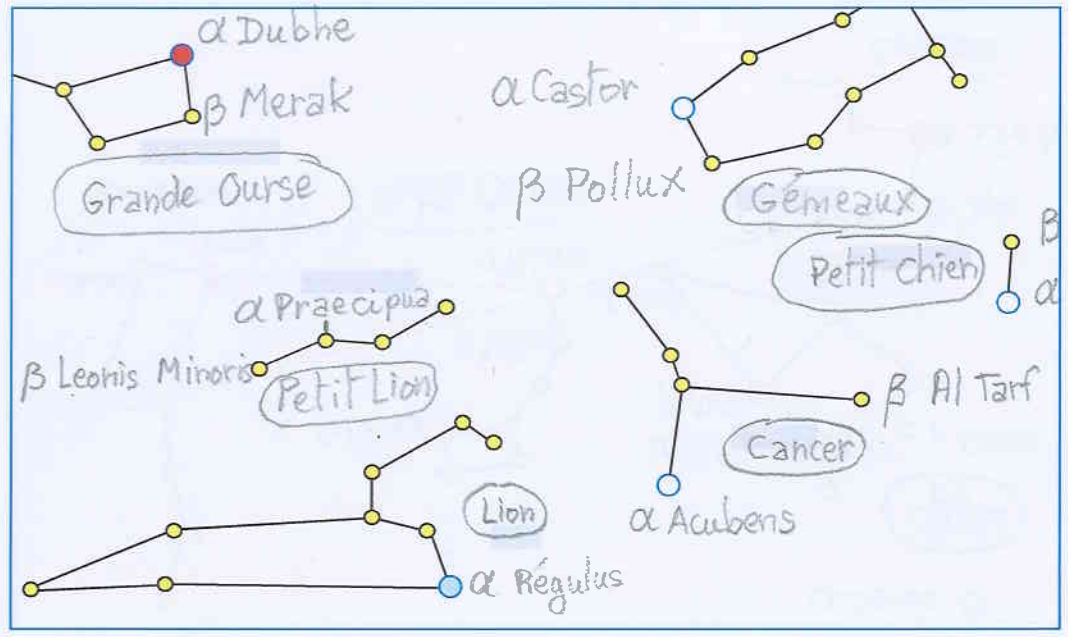 α Dubhe
β Merak
Grande Ourse
α Castor
β Pollux
Gémeaux
Petit Chien
β
α
α Praecipua
β Leonis Minoris
Petit Lion
β Al Tarf
Cancer
α Acubens
Lion
α Régulus